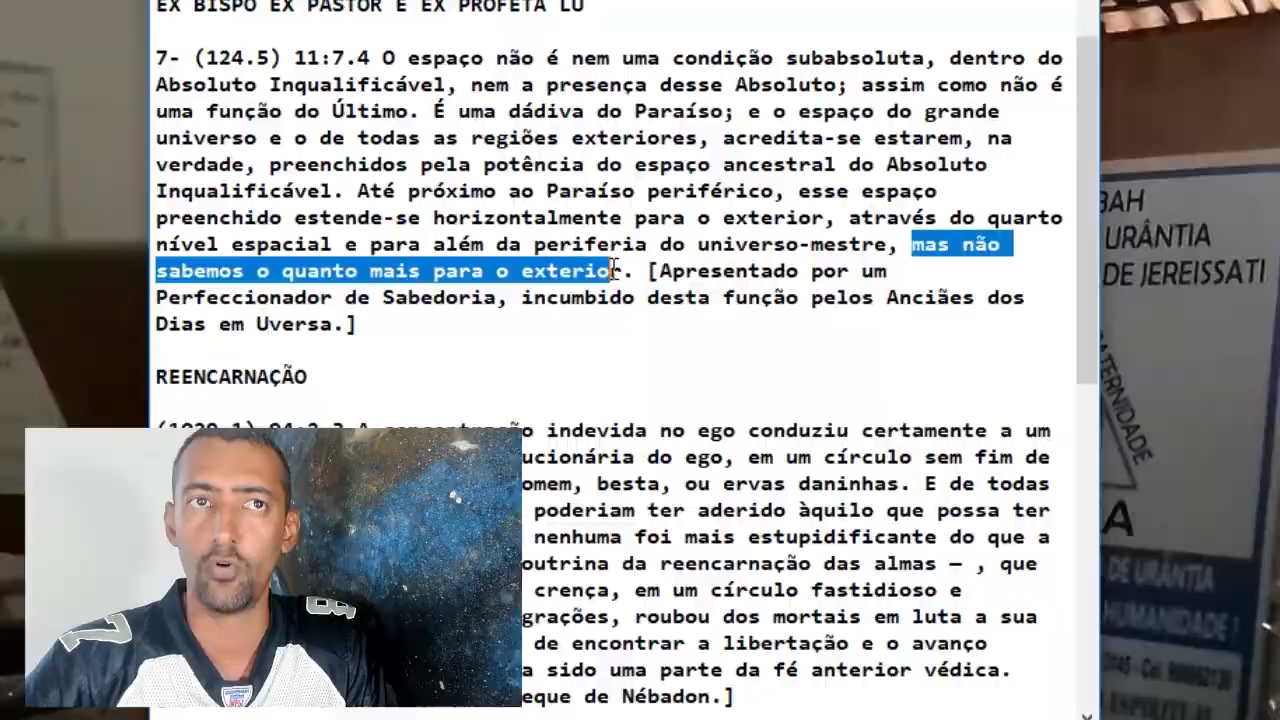 EX BISPO EX PASTOR E EX PROFETA LU
7- (124.5) 11:7.4 O espaço não é nem uma condição subabsoluta, dentro do
Absoluto Inqualificável, nem a presença desse Absoluto; assim como não é
uma função do Último. É uma dádiva do Paraíso; e o espaço do grande
universo e o de todas as regiões exteriores, acredita-se estarem, na
verdade, preenchidos pela potência do espaço ancestral do Absoluto
Inqualificável. Até próximo ao Paraíso periférico, esse espaço
preenchido estende-se horizontalmente para o exterior, através do quarto
nível espacial e para além da periferia do universo-mestre, mas não
sabemos o quanto mais para o exterior. [Apresentado por um
Perfeccionador de Sabedoria, incumbido desta função pelos Anciães dos
Dias em Uversa.]
REENCARNAÇÃO
o indevida no ego conduziu certamente a um
ucionária do ego, em um círculo sem fim de
omem, besta, ou ervas daninhas. E de todas
poderiam ter aderido àquilo que possa ter
nenhuma foi mais estupidificante do que a
outrina da reencarnação das almas — , que
crença, em um círculo fastidioso e
grações, roubou dos mortais em luta a sua
de encontrar a libertação e o avanço
a sido uma parte da fé anterior védica.
eque de Nébadon.]
BAH
URÂNTIA
DE JEREISSATI
ATERNIDADE
A
DE URÂNTIA
HUMANIDADE !
7